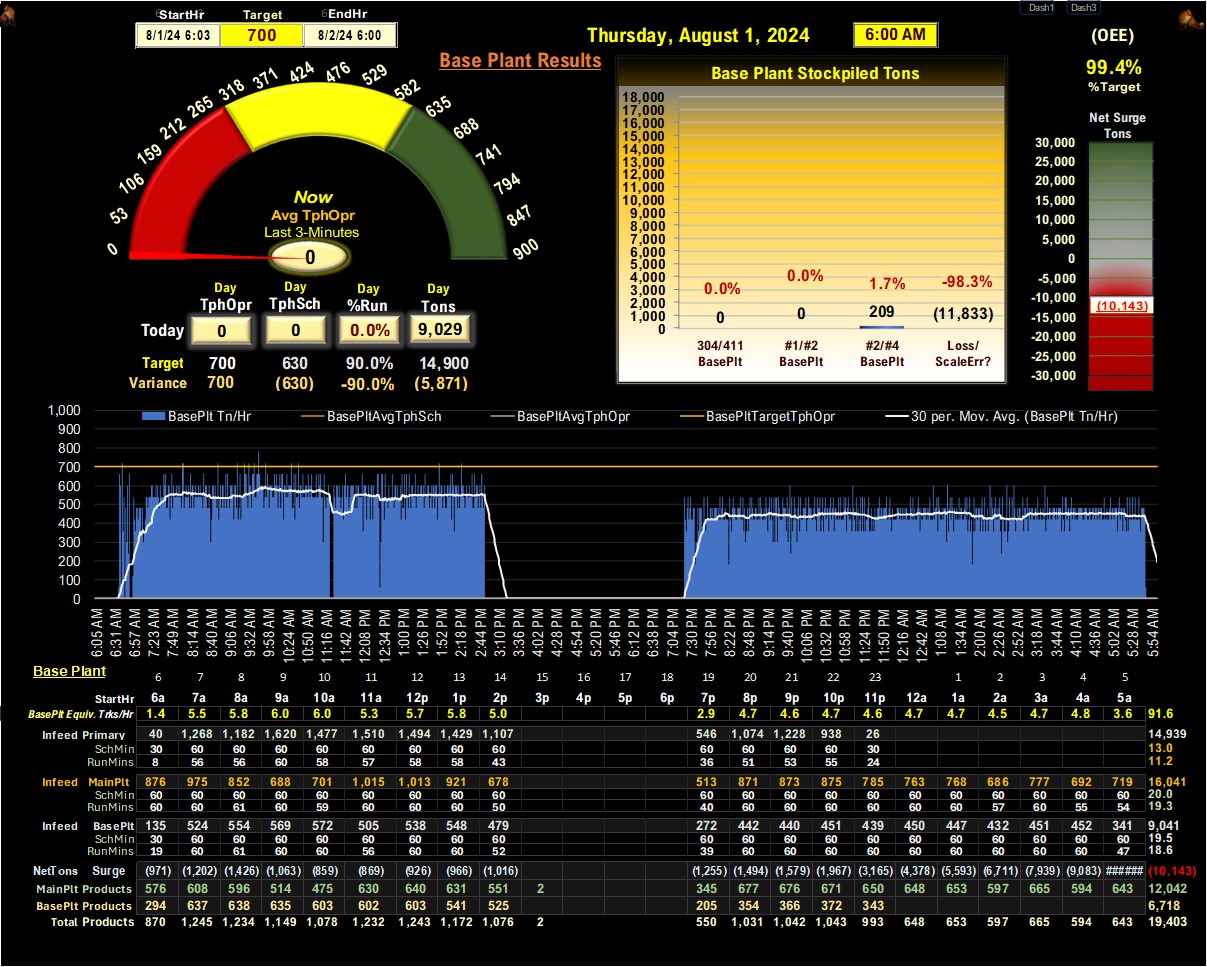 Dash1 Dash3
StartHr Target EndHr
8/1/24 6:03 700 8/2/24 6:00
Thursday, August 1, 2024 6:00 AM
(OEE)
99.4%
%Target
Base Plant Results
Base Plant Stockpiled Tons
Net Surge
Tons
0 53 106 159 212 265 318 371 424 476 529 582 635 688 741 794 847 900
Now
Avg TphOpr
Last 3-Minutes
0
18,000
17,000
16,000
15,000
14,000
13,000
12,000
11,000
10,000
9,000
8,000
7,000
6,000
5,000
4,000
3,000
2,000
1,000
0
0.0% 0.0% 1.7% -98.3%
0 0 209 (11,833)
304/411 #1/#2 #2/#4 Loss/
BasePlt BasePlt BasePlt ScaleErr?
30,000
25,000
20,000
15,000
10,000
5,000
0
-5,000
-10,000
(10,143)
-15,000
-20,000
-25,000
-30,000
Day Day Day Day
TphOpr TphSch %Run Tons
Today 0 0 0.0% 9,029
Target 700 630 90.0% 14,900
Variance 700 (630) -90.0% (5,871)
BasePlt Tn/Hr BasePltAvgTphSch BasePltAvgTphOpr BasePltTargetTphOpr 30 per. Mov. Avg. (BasePlt Tn/Hr)
1,000
900
800
700
600
500
400
300
200
100
0
6:05 AM 6:31 AM 6:57 AM 7:23 AM 7:49 AM 8:14 AM 8:40 AM 9:06 AM 9:32 AM 9:58 AM 10:24 AM 10:50 AM 11:16 AM 11:42 AM 12:08 PM 12:34 PM 1:00 PM 1:26 PM 1:52 PM 2:18 PM 2:44 PM 3:10 PM 3:36 PM 4:02 PM 4:28 PM 4:54 PM 5:20 PM 5:46 PM 6:12 PM 6:38 PM 7:04 PM 7:30 PM 7:56 PM 8:22 PM 8:48 PM 9:14 PM 9:40 PM 10:06 PM 10:32 PM 10:58 PM 11:24 PM 11:50 PM 12:16 AM 12:42 AM 1:08 AM 1:34 AM 2:00 AM 2:26 AM 2:52 AM 3:18 AM 3:44 AM 4:10 AM 4:36 AM 5:02 AM 5:28 AM 5:54 AM
Base Plant
6 7 8 9 10 11 12 13 14 15 16 17 18 19 20 21 22 23 1 2 3 4 5
StartHr 6a 7a 8a 9a 10a 11a 12p 1p 2p 3p 4p 5p 6p 7p 8p 9p 10p 11p 12a 1a 2a 3a 4a 5a
BasePlt Equiv. Trks/Hr 1.4 5.5 5.8 6.0 6.0 5.3 5.7 5.8 5.0 2.9 4.7 4.6 4.7 4.6 4.7 4.7 4.5 4.7 4.8 3.6 91.6
Infeed Primary 40 1,268 1,182 1,620 1,477 1,510 1,494 1,429 1,107 546 1,074 1,228 938 26 14,939
SchMin 30 60 60 60 60 60 60 60 60 60 60 60 60 30 13.0
RunMins 8 56 56 60 58 57 58 58 43 36 51 53 55 24 11.2
Infeed MainPlt 876 975 852 688 701 1,015 1,013 921 678 513 871 873 875 785 763 768 686 777 692 719 16,041
SchMin 60 60 60 60 60 60 60 60 60 60 60 60 60 60 60 60 60 60 60 60 20.0
RunMins 60 60 61 60 59 60 60 60 50 40 60 60 60 60 60 60 57 60 55 54 19.3
Infeed BasePlt 135 524 554 569 572 505 538 548 479 272 442 440 451 439 450 447 432 451 452 341 9,041
SchMin 30 60 60 60 60 60 60 60 60 60 60 60 60 60 60 60 60 60 60 60 19.5
RunMins 19 60 61 60 60 56 60 60 52 39 60 60 60 60 60 60 60 60 60 47 18.6
NetTons Surge (971) (1,202) (1,426) (1,063) (859) (869) (926) (966) (1,016) (1,255) (1,494) (1,579) (1,967) (3,165) (4,378) (5,593) (6,711) (7,939) (9,083) ###### (10,143)
MainPlt Products 576 608 596 514 475 630 640 631 551 2 345 677 676 671 650 648 653 597 665 594 643 12,042
BasePlt Products 294 637 638 635 603 602 603 541 525 205 354 366 372 343 6,718
Total Products 870 1,245 1,234 1,149 1,078 1,232 1,243 1,172 1,076 2 550 1,031 1,042 1,043 993 648 653 597 665 594 643 19,403